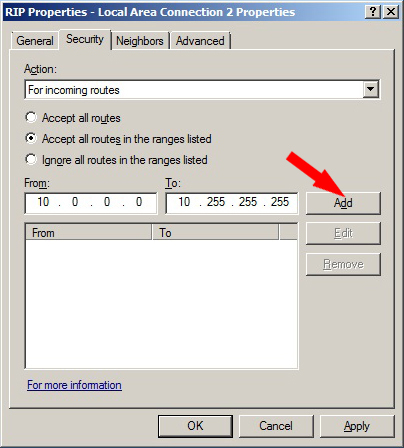 RIP Properties - Local Area Connection 2 Properties
General Security Neighbors Advanced
Action:
For incoming routes
Accept all routes
Accept all routes in the ranges listed
Ignore all routes in the ranges listed
From: To:
10 . 0 . 0 . 0 10 . 255 . 255 . 255 Add
From To Edit
Remove
For more information
OK Cancel Apply